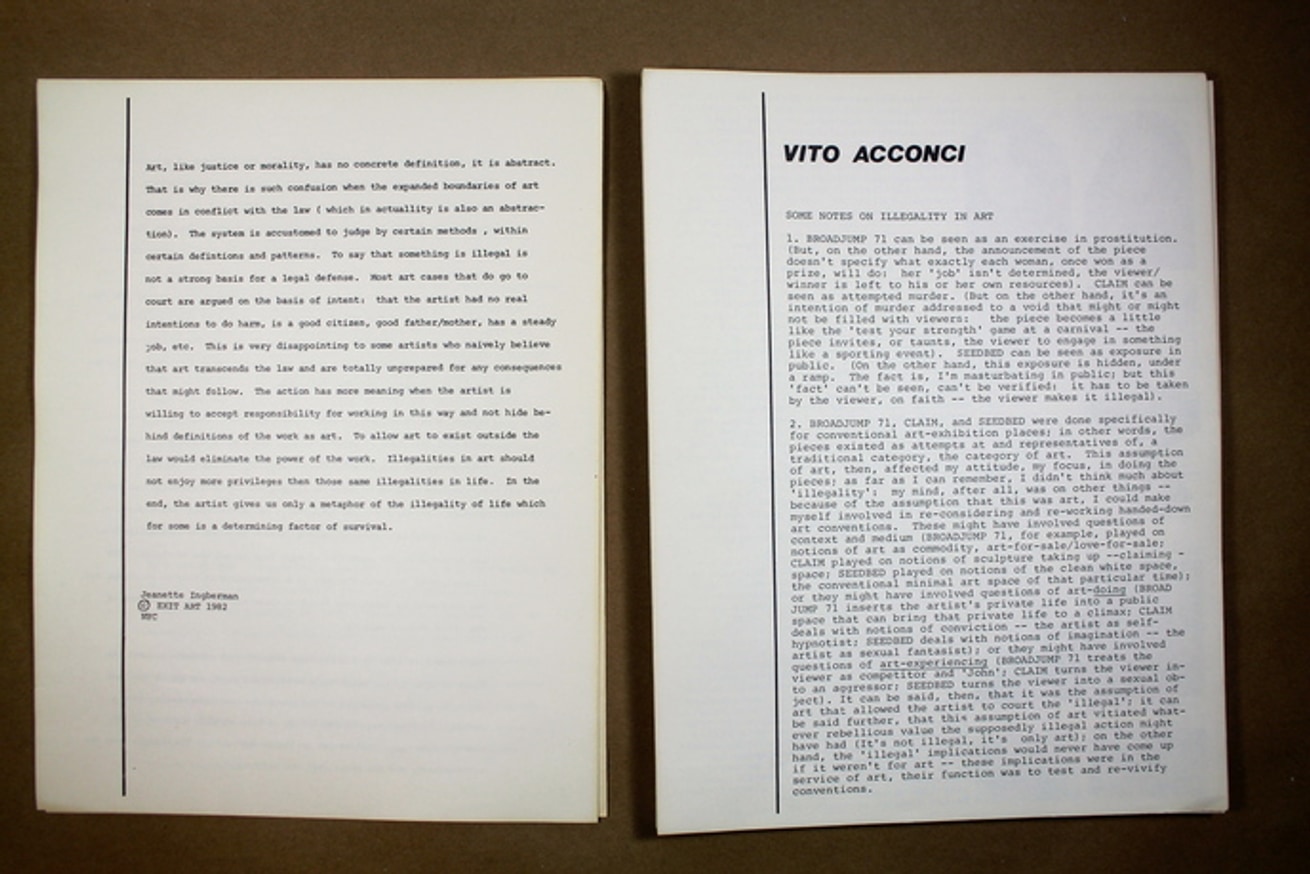 Art, like justice or morality, has no concrete definition, it is abstract.
That is why there is such confusion when the expanded boundaries of art
comes in conflict with the law ( which in actuallity is also an abstrac-
tion). The system is accustomed to judge by certain methods , within
certain defintions and patterns. To say that something is illegal is
not a strong basis for a legal defense. Most art cases that do go to
court are argued on the basis of intent: that the artist had no real
intentions to do harm, is a good citizen, good father/mother, has a steady
job, etc. This is very disappointing to some artists who naively believe
that art transcends the law and are totally unprepared for any consequences
that might follow. The action has more meaning when the artist is
willing to accept responsibility for working in this way and not hide be-
hind definitions of the work as art. To allow art to exist outside the
law would eliminate the power of the work. Illegalities in art should
not enjoy more privileges then those same illegalities in life. In the
end, the artist gives us only a metaphor of the illegality of life which
for some is a determining factor of survival.
Jeanette Ingberman
© EXIT ART 1982
NYC
VITO ACCONCI
SOME NOTES ON ILLEGALITY IN ART
1. BROADJUMP 71 can be seen as an exercise in prostitution.
(But, on the other hand, the announcement of the piece
doesn't specify what exactly each woman, once won as a
prize, will do: her 'job' isn't determined, the viewer/
winner is left to his or her own resources). CLAIM can be
seen as attempted murder. (But on the other hand, it's an
intention of murder addressed to a void that might or might
not be filled with viewers: the piece becomes a little
like the 'test your strength' game at a carnival -- the
piece invites, or taunts, the viewer to engage in something
like a sporting event). SEEDBED can be seen as exposure in
public. (On the other hand, this exposure is hidden, under
a ramp. The fact is, I'm masturbating in public; but this
'fact' can't be seen, can't be verified: it has to be taken
by the viewer, on faith -- the viewer makes it illegal).
2. BROADJUMP 71, CLAIM, and SEEDBED were done specifically
for conventional art-exhibition places; in other words, the
pieces existed as attempts at and representatives of, a
traditional category, the category of art. This assumption
of art, then, affected my attitude, my focus, in doing the
pieces; as far as I can remember, I didn't think much about
'illegality': my mind, after all, was on other things --
because of the assumption that this was art, I could make
myself involved in re-considering and re-working handed-down
art conventions. These might have involved questions of
context and medium (BROADJUMP 71, for example, played on
notions of art as commodity, art-for-sale/love-for-sale;
CLAIM played on notions of sculpture taking up --claiming -
space; SEEDBED played on notions of the clean white space,
the conventional minimal art space of that particular time);
or they might have involved questions of art-doing (BROAD
JUMP 71 inserts the artist's private life into a public
space that can bring that private life to a climax; CLAIM
deals with notions of conviction -- the artist as self-
hypnotist; SEEDBED deals with notions of imagination -- the
artist as sexual fantasist); or they might have involved
questions of art-experiencing (BROADJUMP 71 treats the
viewer as competitor and 'John'; CLAIM turns the viewer in-
to an aggressor; SEEDBED turns the viewer into a sexual ob-
ject). It can be said, then, that it was the assumption of
art that allowed the artist to court the 'illegal'; it can
be said further, that this assumption of art vitiated what-
ever rebellious value the supposedly illegal action might
have had (It's not illegal, it's only art); on the other
hand, the 'illegal' implications would never have come up
if it weren't for art -- these implications were in the
service of art, their function was to test and re-vivify
conventions.